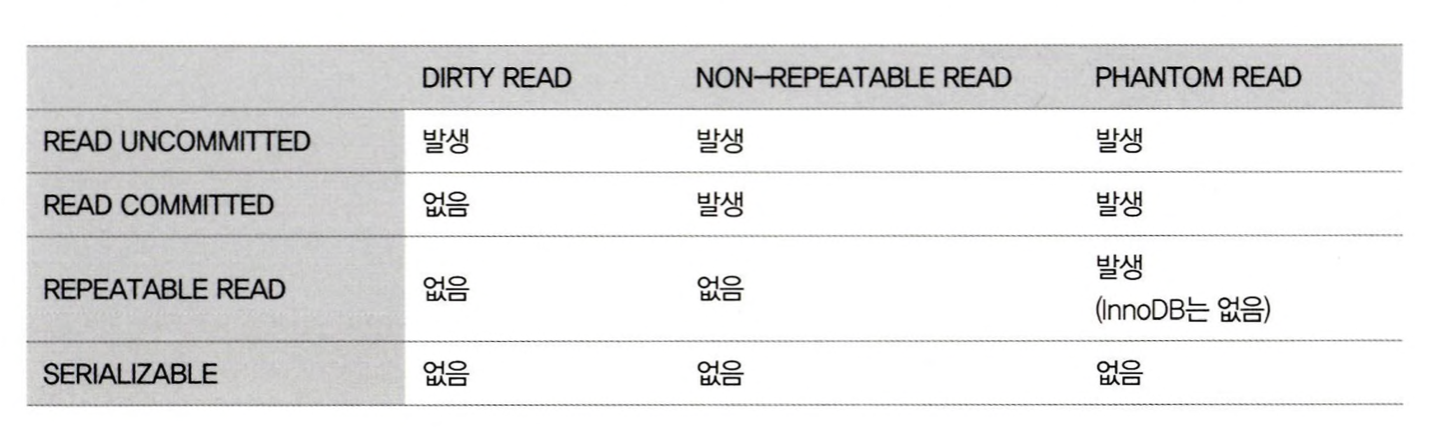 DIRTY READ NON-REPEATABLE READ PHANTOM READ
READ UNCOMMITTED 발생 발생 발생
READ COMMITTED 없음 발생 발생
REPEATABLE READ 없음 없음 발생
(InnoDB는 없음)
SERIALIZABLE 없음 없음 없음